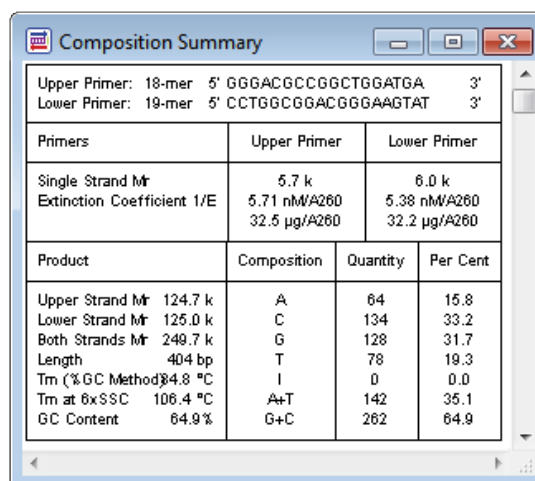 Composition Summary
Upper Primer: 18-mer 5' GGGACGCCGGCTGGATGA 3'
Lower Primer: 19-mer 5' CCTGGCGGACGGGAAGTAT 3'
Primers Upper Primer Lower Primer
Single Strand Mr 5.7 k 6.0 k
Extinction Coefficient 1/E 5.71 nM/A260 5.38 nM/A260
32.5 µg/A260 32.2 µg/A260
Product Composition Quantity Per Cent
Upper Strand Mr 124.7 k A 64 15.8
Lower Strand Mr 125.0 k C 134 33.2
Both Strands Mr 249.7 k G 128 31.7
Length 404 bp T 78 19.3
Tm (%GC Method) 84.8 °C I 0 0.0
Tm at 6xSSC 106.4 °C A+T 142 35.1
GC Content 64.9% G+C 262 64.9